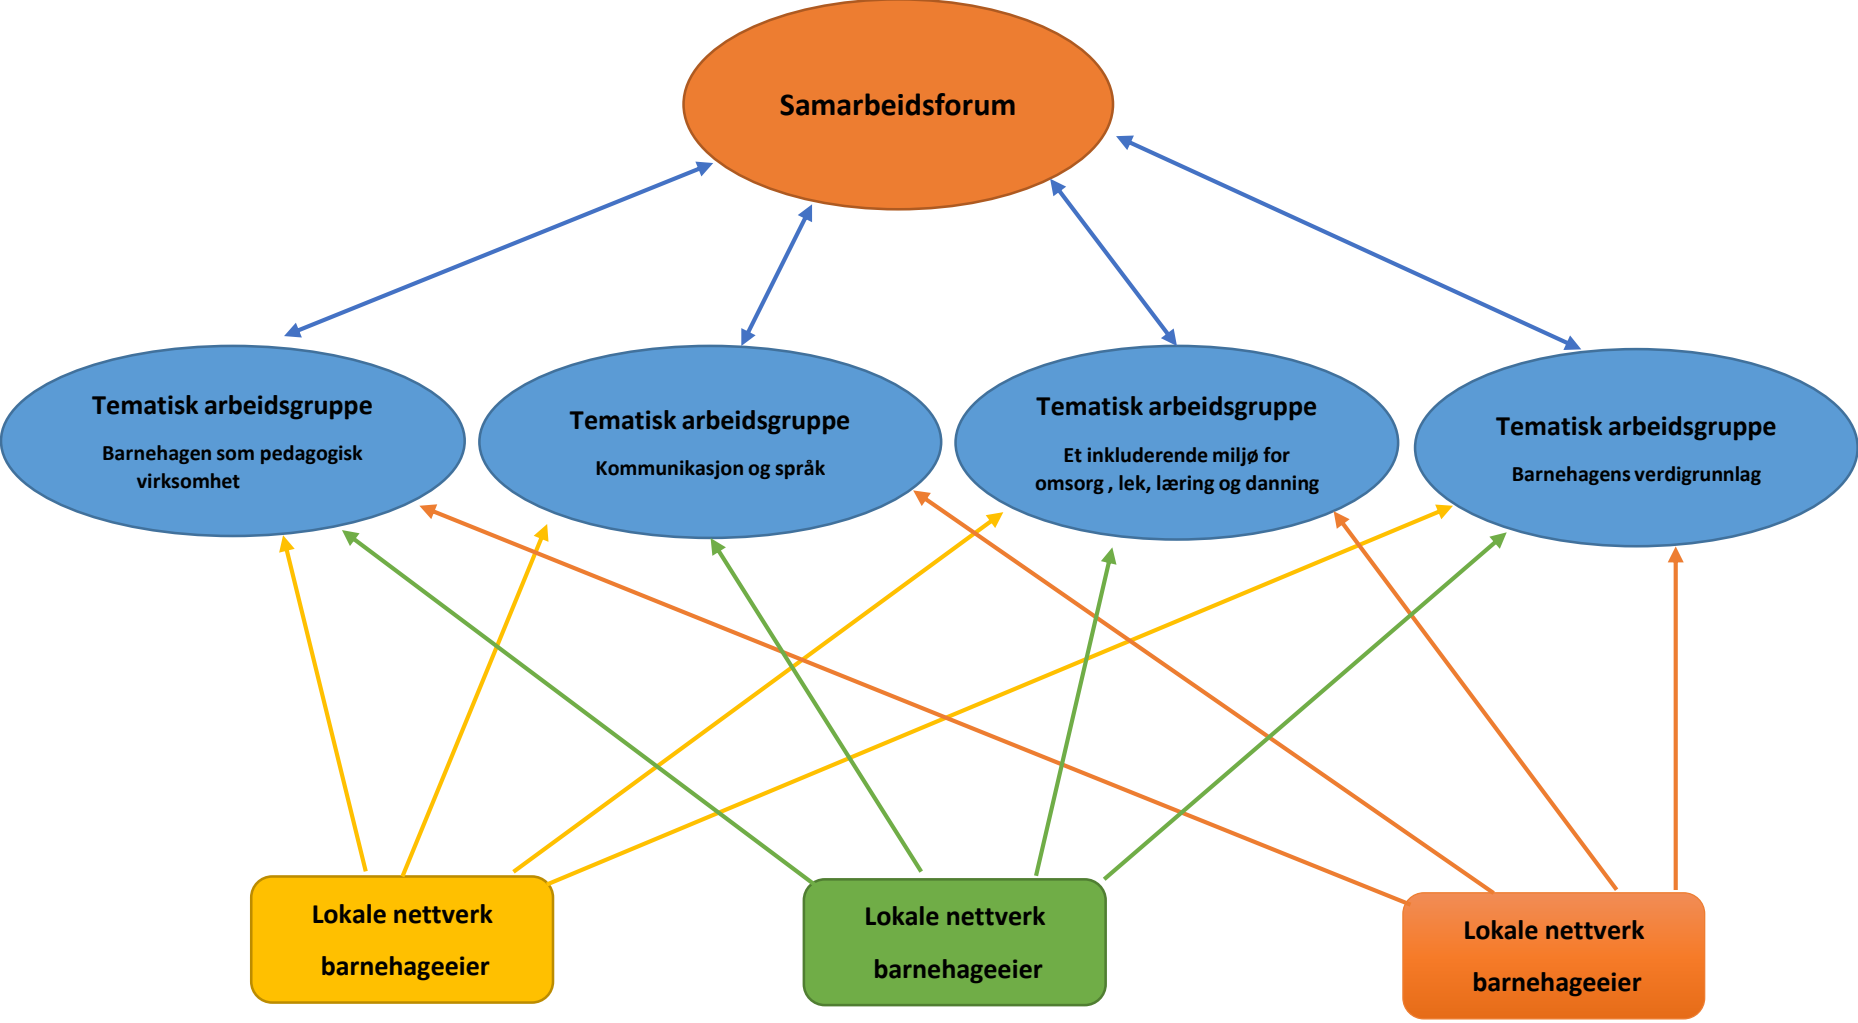 Samarbeidsforum
Tematisk arbeidsgruppe
Barnehagen som pedagogisk
virksomhet
Tematisk arbeidsgruppe
Kommunikasjon og språk
Tematisk arbeidsgruppe
Et inkluderende miljø for
omsorg , lek, læring og danning
Tematisk arbeidsgruppe
Barnehagens verdigrunnlag
Lokale nettverk
barnehageeier
Lokale nettverk
barnehageeier
Lokale nettverk
barnehageeier